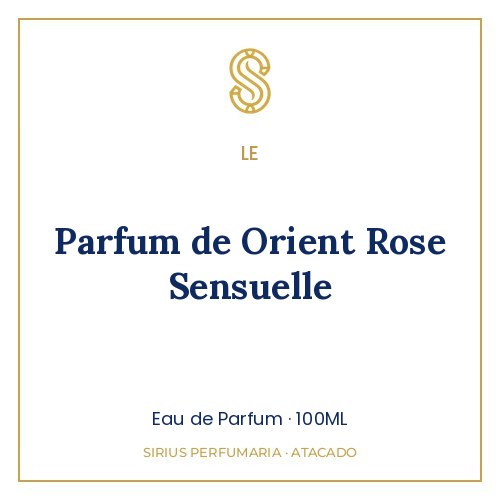 LE
Parfum de Orient Rose
Sensuelle
Eau de Parfum · 100ML
SIRIUS PERFUMARIA · ATACADO